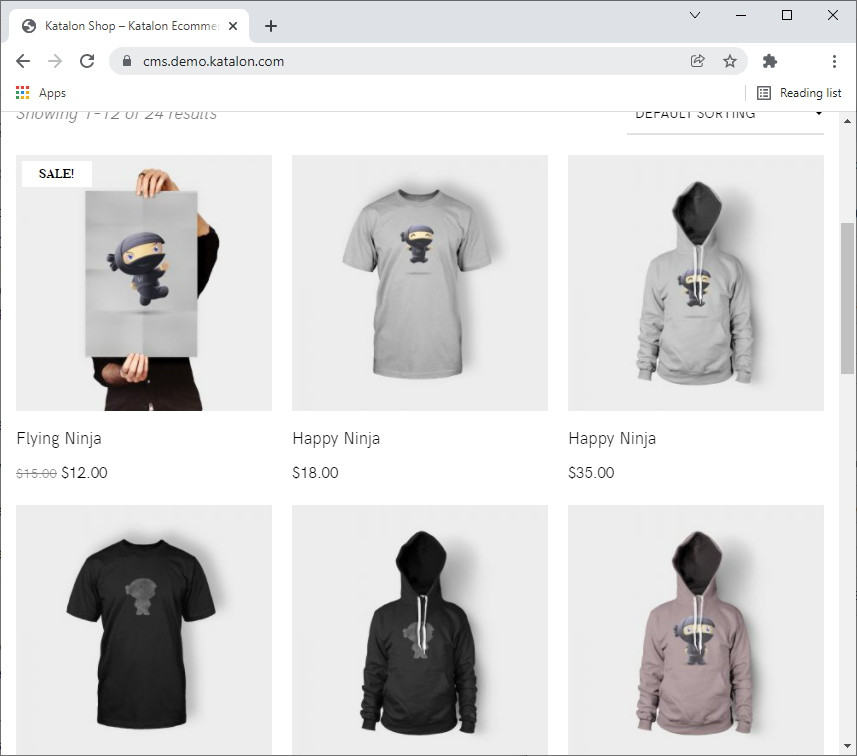 Katalon Shop – Katalon Ecomme
cms.demo.katalon.com
Apps
Reading list
Showing 1–12 of 24 results
DEFAULT SORTING
SALE!
Flying Ninja
$15.00 $12.00
Happy Ninja
$18.00
Happy Ninja
$35.00